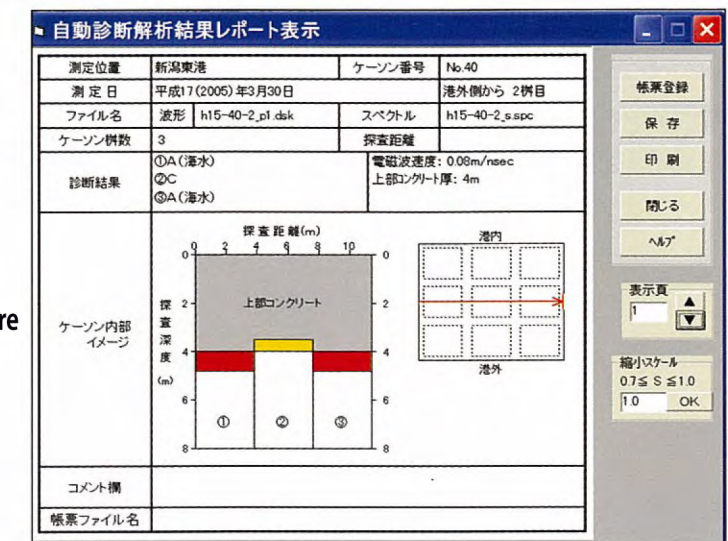 自動診断解析結果レポート表示
測定位置 新潟東港 ケーソン番号 No.40
測定日 平成17(2005)年3月30日 港外側から 2桝目
ファイル名 波形 h15-40-2_p1.dsk スペクトル h15-40-2_s.spc
ケーソン桝数 3 探査距離
診断結果
①A(海水)
②C
③A(海水)
電磁波速度: 0.08m/nsec
上部コンクリート厚: 4m
ケーソン内部
イメージ
探査距離(m)
0 2 4 6 8 10
探査深度
(m)
0 0
2 2
4 4
6 6
8 8
上部コンクリート
① ② ③
港内
港外
コメント欄
帳票ファイル名
帳票登録
保存
印刷
閉じる
ヘルプ
表示頁
1
縮小スケール
0.7≦ S ≦1.0
1.0 OK
re